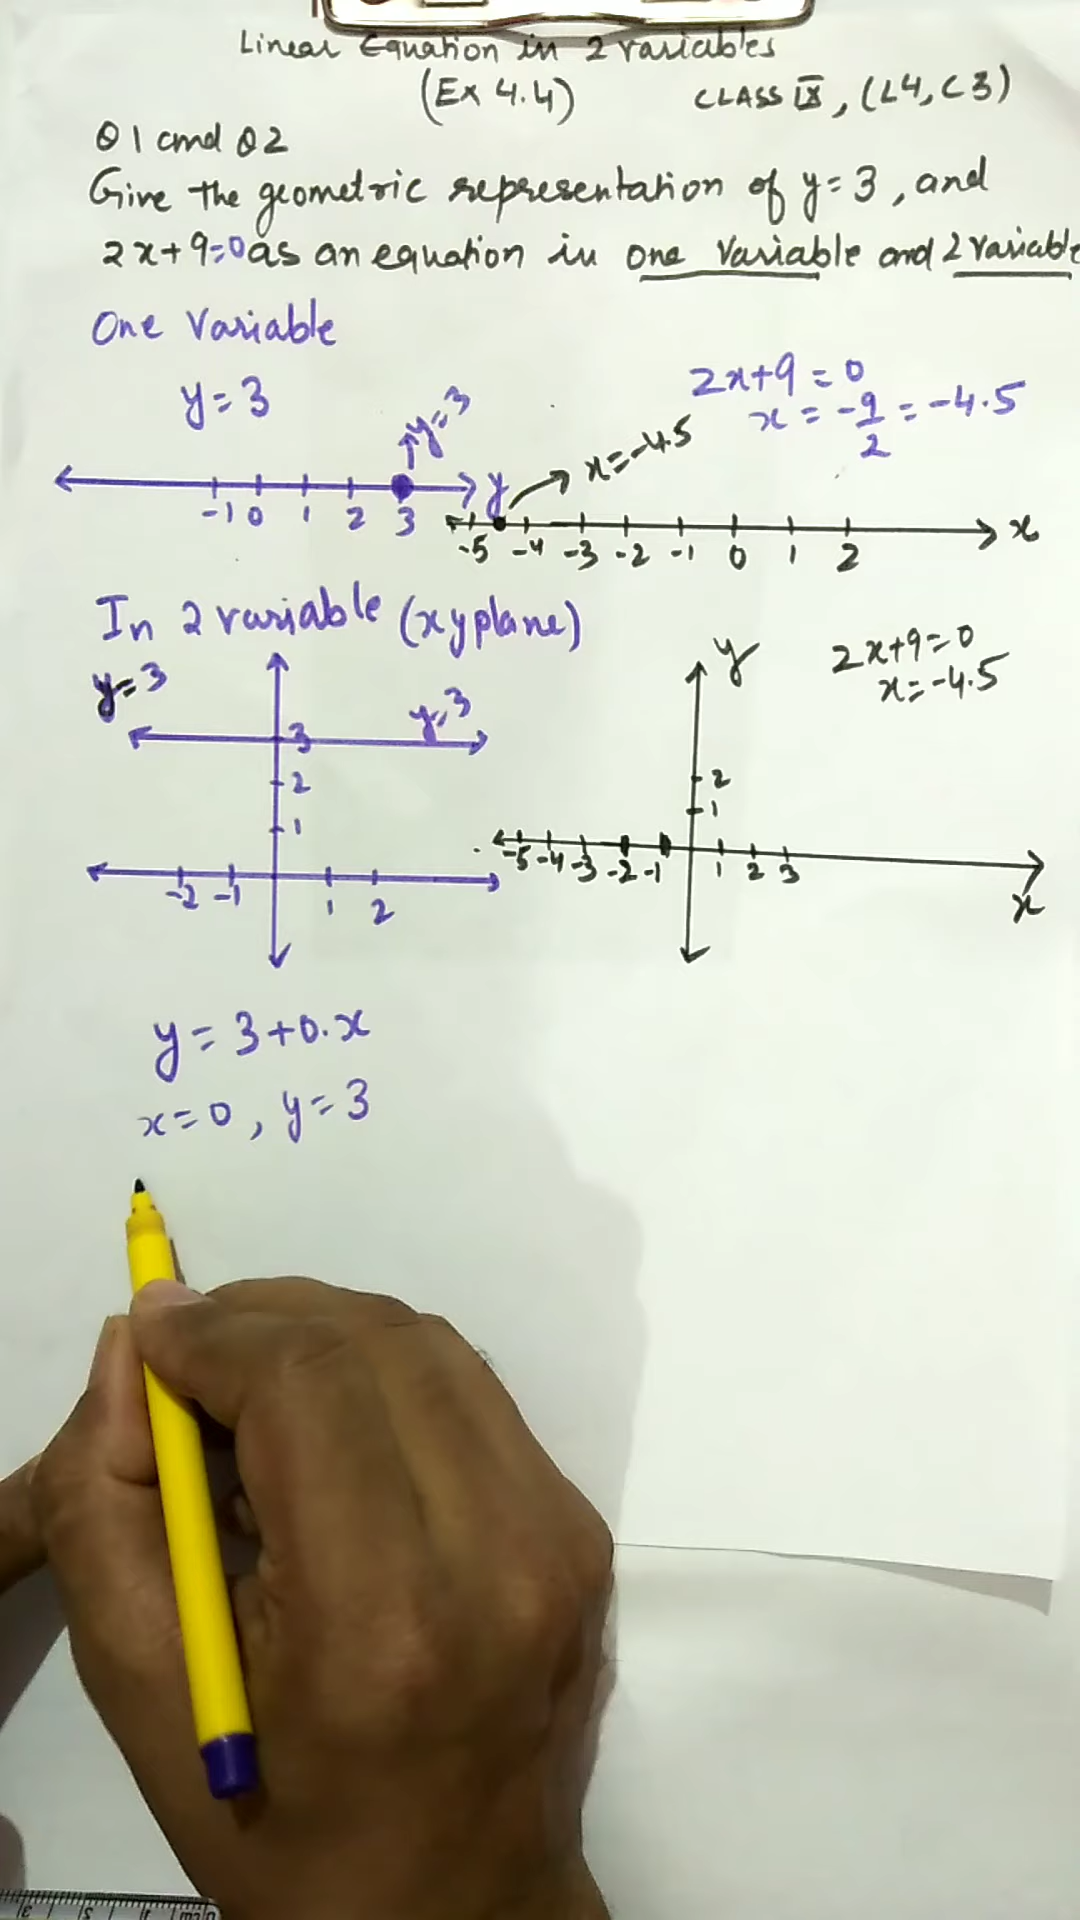 Linear Equation in 2 variables
(Ex 4.4) CLASS IX, (L4, C3)
Q1 and Q2
Give the geometric representation of y=3, and
2x+9=0 as an equation in one Variable and 2 Variable
One Variable
y=3
2x+9=0
x=-9/2=-4.5
y=3
x=-4.5
y
-1 0 1 2 3
-5 -4 -3 -2 -1 0 1 2
x
In 2 variable (xy plane)
y=3
y=3
3
2
1
-2 -1 1 2
y
2x+9=0
x=-4.5
2
1
-5 -4 -3 -2 -1 1 2 3
x
y=3+0.x
x=0, y=3